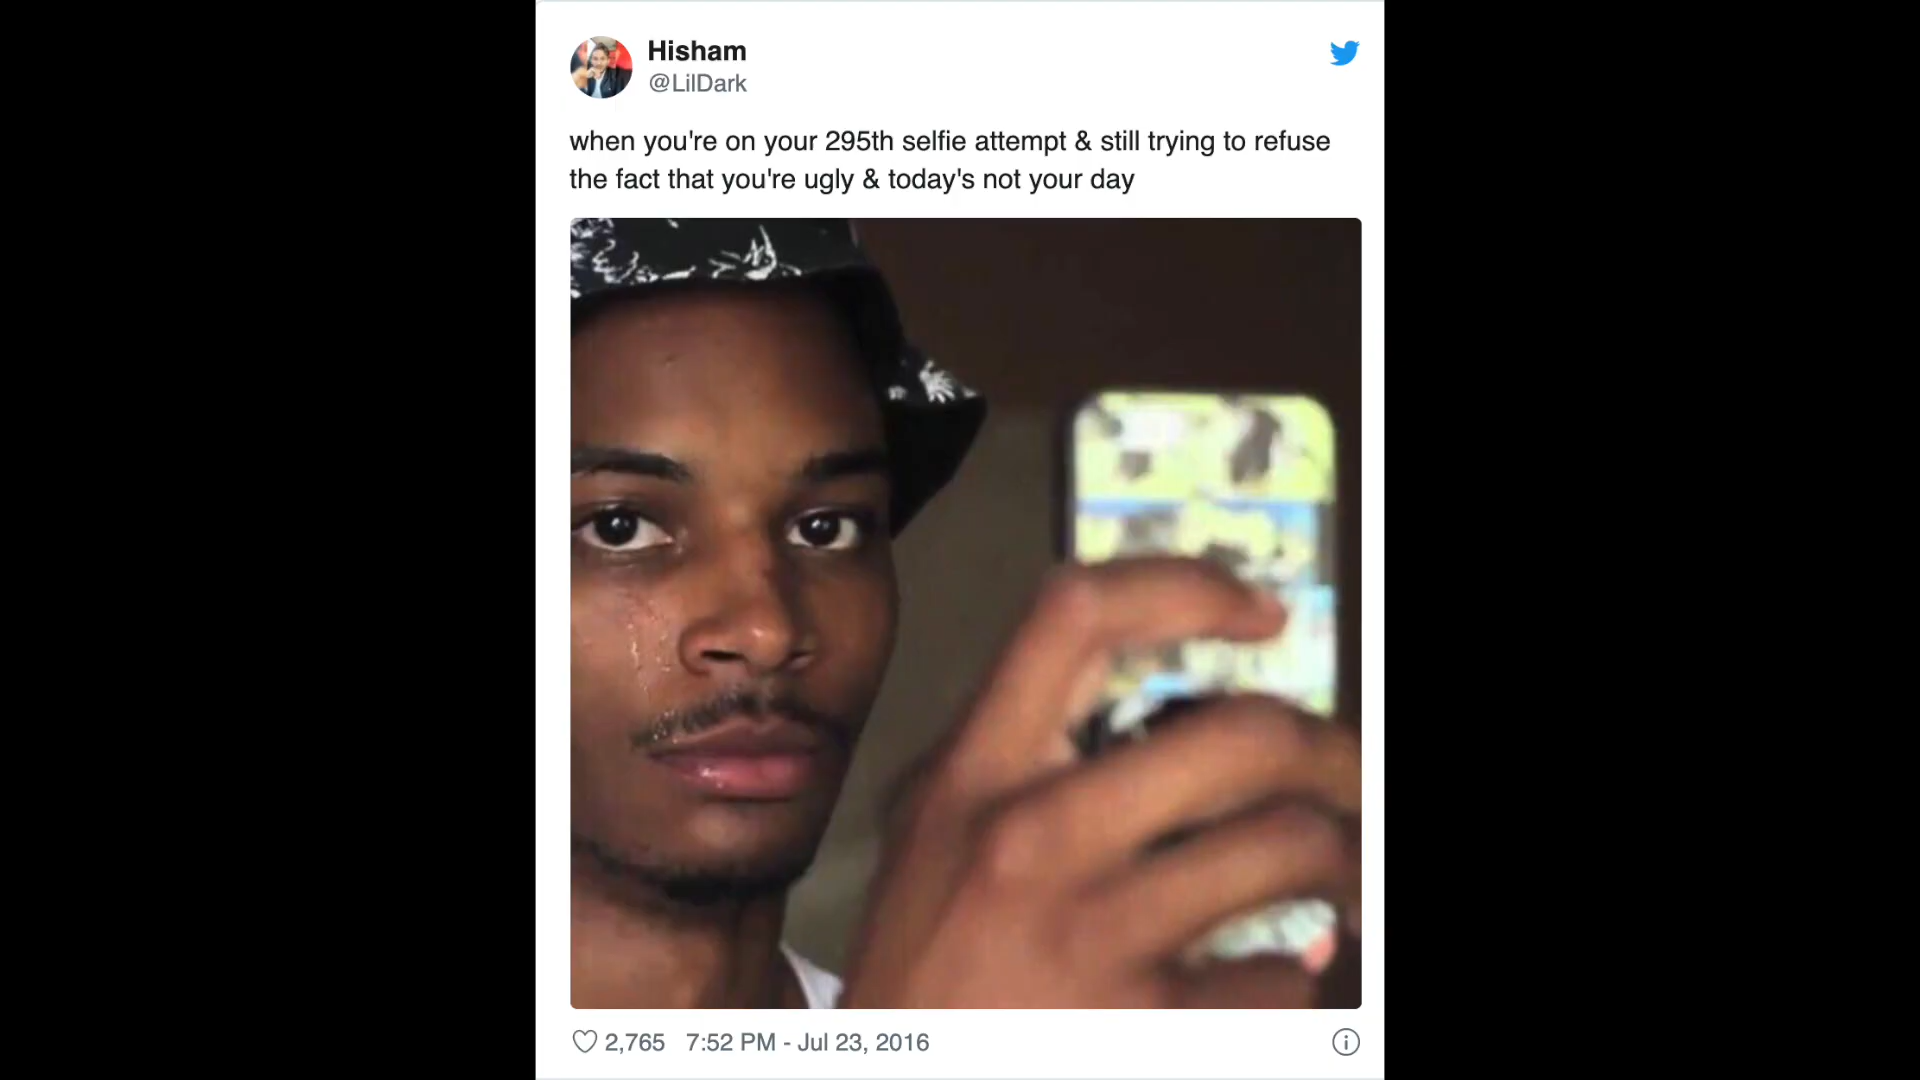 Hisham
@LilDark
when you're on your 295th selfie attempt & still trying to refuse
the fact that you're ugly & today's not your day
2,765 7:52 PM - Jul 23, 2016